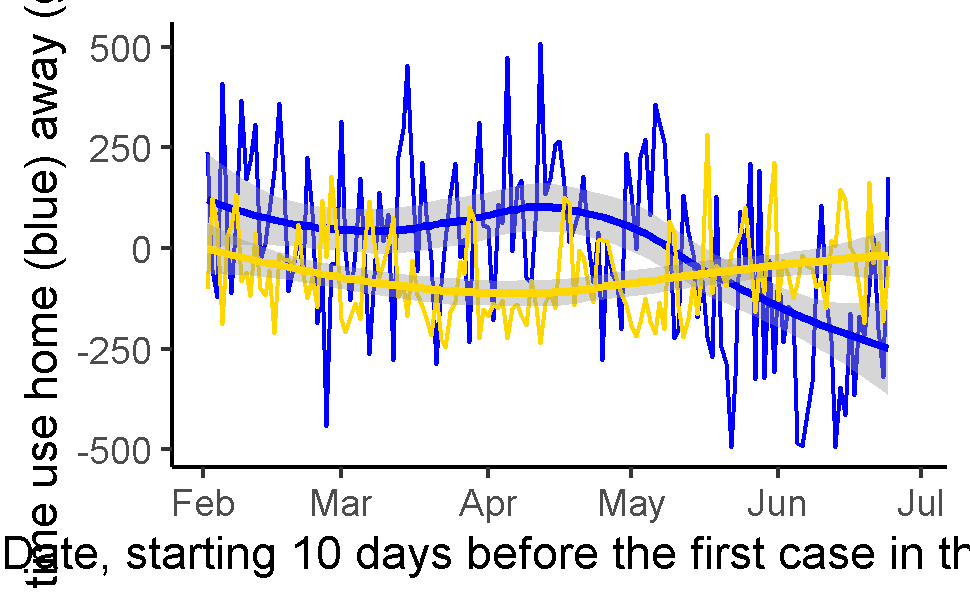 time use home (blue) away (
500
250
0
-250
-500
Feb Mar Apr May Jun Jul
Date, starting 10 days before the first case in th